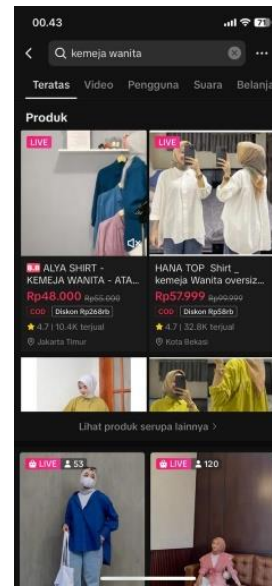 00.43
71
kemeja wanita
Teratas Video Pengguna Suara Belanja
Produk
LIVE
LIVE
ALYA SHIRT -
KEMEJA WANITA - ATA...
Rp48.000 Rp55.000
COD Diskon Rp268rb
4.7 | 10.4K terjual
Jakarta Timur
HANA TOP Shirt _
kemeja Wanita oversiz...
Rp57.999 Rp99.999
COD Diskon Rp58rb
4.7 | 32.8K terjual
Kota Bekasi
Lihat produk serupa lainnya >
LIVE 53
LIVE 120